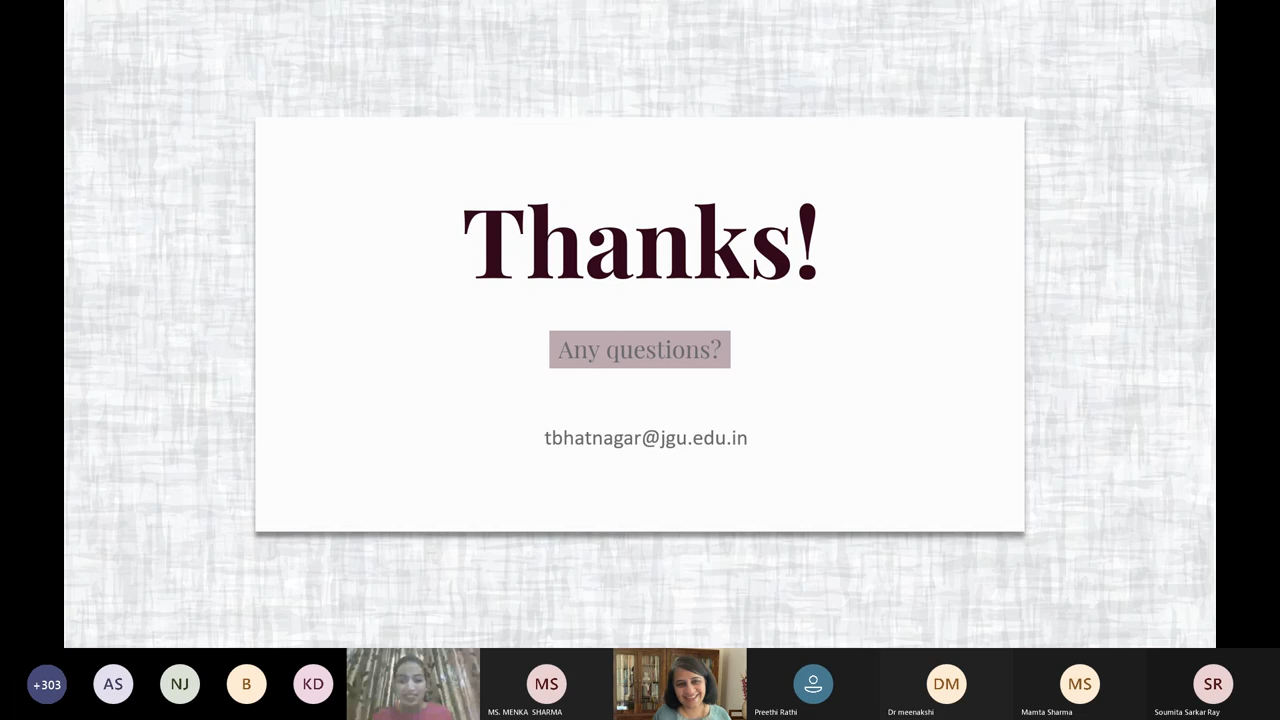 Thanks!
Any questions?
tbhatnagar@jgu.edu.in
+303
AS
NJ
B
KD
MS
MS. MENKA SHARMA
Preethi Rathi
DM
Dr meenakshi
MS
Mamta Sharma
SR
Soumita Sarkar Ray